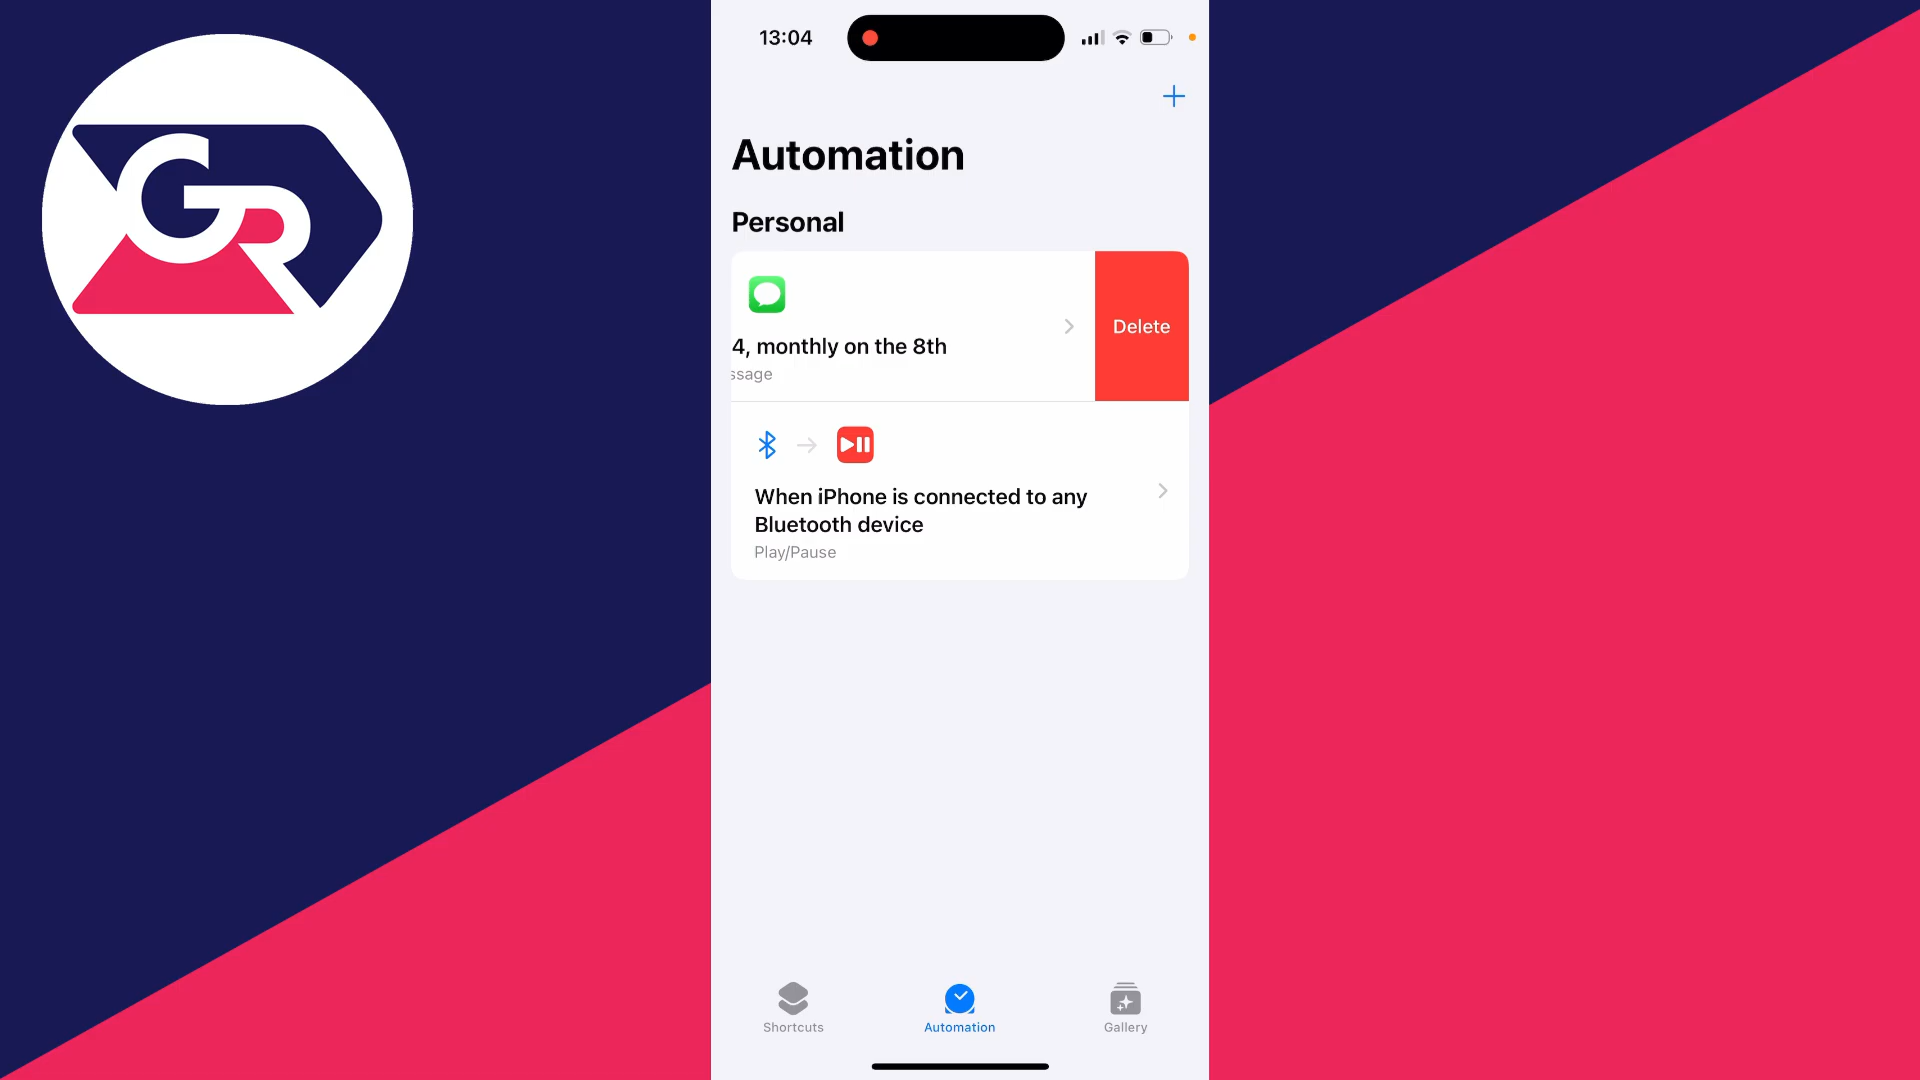 GR
13:04
Automation
Personal
4, monthly on the 8th
ssage
Delete
When iPhone is connected to any
Bluetooth device
Play/Pause
Shortcuts
Automation
Gallery